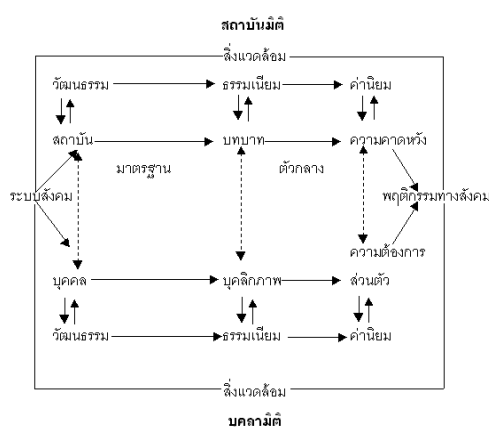 สถาบันมิติ
สิ่งแวดล้อม
วัฒนธรรม ธรรมเนียม ค่านิยม
สถาบัน บทบาท ความคาดหวัง
มาตรฐาน ตัวกลาง
ระบบสังคม พฤติกรรมทางสังคม
ความต้องการ
บุคคล บุคลิกภาพ ส่วนตัว
วัฒนธรรม ธรรมเนียม ค่านิยม
สิ่งแวดล้อม
บุคลามิติ